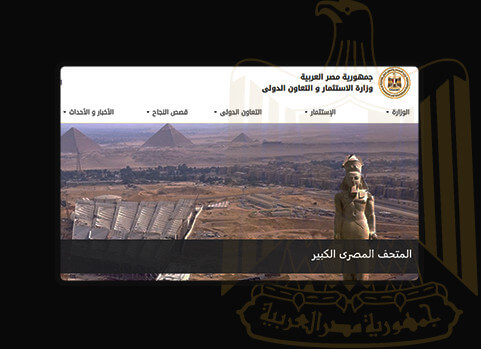 جمهورية مصر العربية
وزارة الاستثمار و التعاون الدولى
الوزارة
الإستثمار
التعاون الدولى
قصص النجاح
الأخبار و الأحداث
المتحف المصرى الكبير
جمهورية مصر العربية